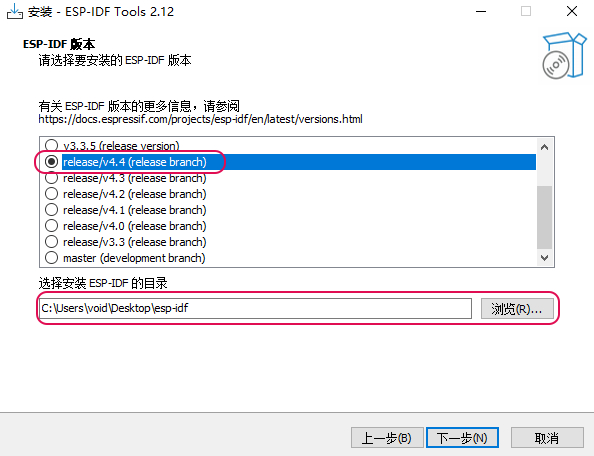 安装 - ESP-IDF Tools 2.12
ESP-IDF 版本
请选择要安装的 ESP-IDF 版本
有关 ESP-IDF 版本的更多信息，请参阅
https://docs.espressif.com/projects/esp-idf/en/latest/versions.html
v3.3.5 (release version)
release/v4.4 (release branch)
release/v4.3 (release branch)
release/v4.2 (release branch)
release/v4.1 (release branch)
release/v4.0 (release branch)
release/v3.3 (release branch)
master (development branch)
选择安装 ESP-IDF 的目录
C:\Users\void\Desktop\esp-idf
浏览(R)...
上一步(B)
下一步(N)
取消